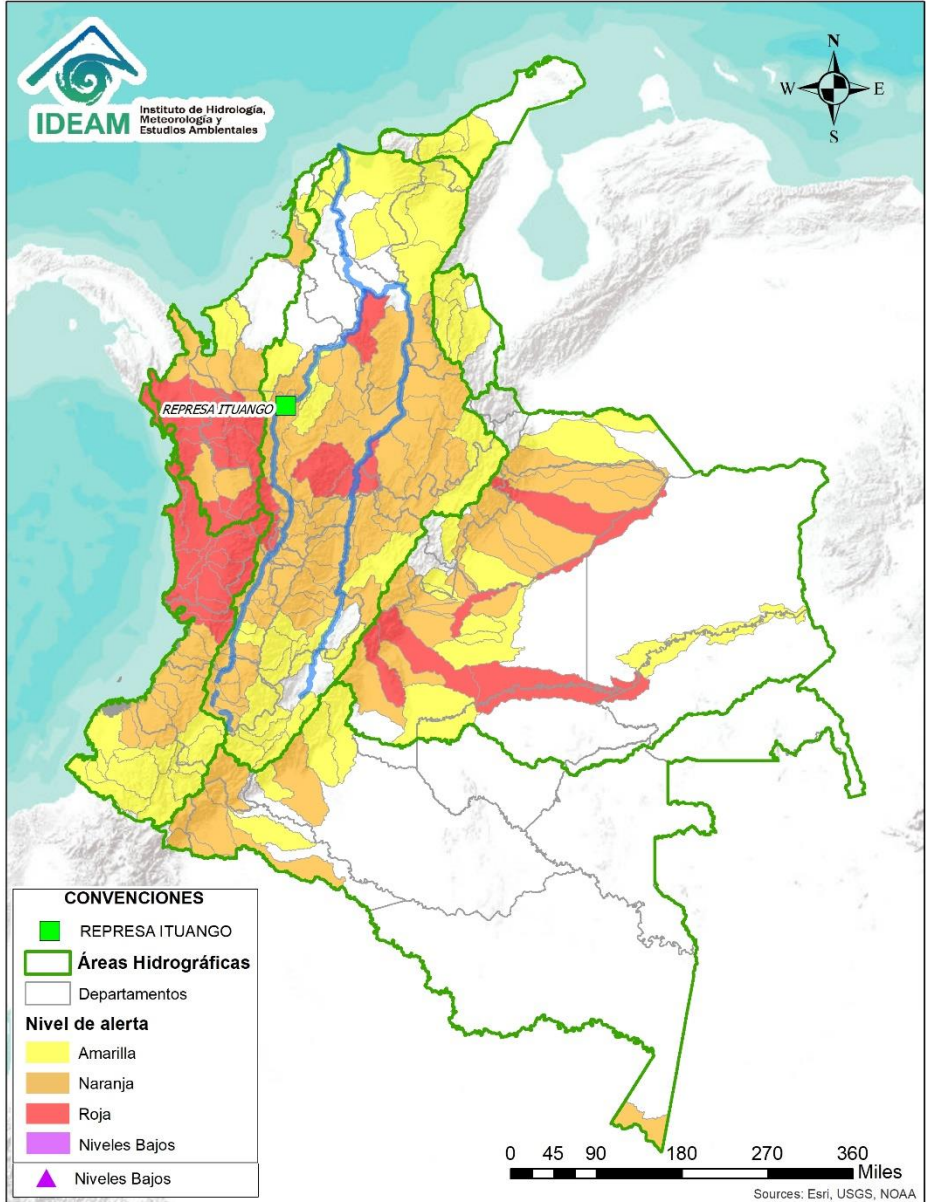 IDEAM
Instituto de Hidrología,
Meteorología y
Estudios Ambientales
N
W
E
S
REPRESA ITUANGO
CONVENCIONES
REPRESA ITUANGO
Áreas Hidrográficas
Departamentos
Nivel de alerta
Amarilla
Naranja
Roja
Niveles Bajos
Niveles Bajos
0 45 90 180 270 360
Miles
Sources: Esri, USGS, NOAA